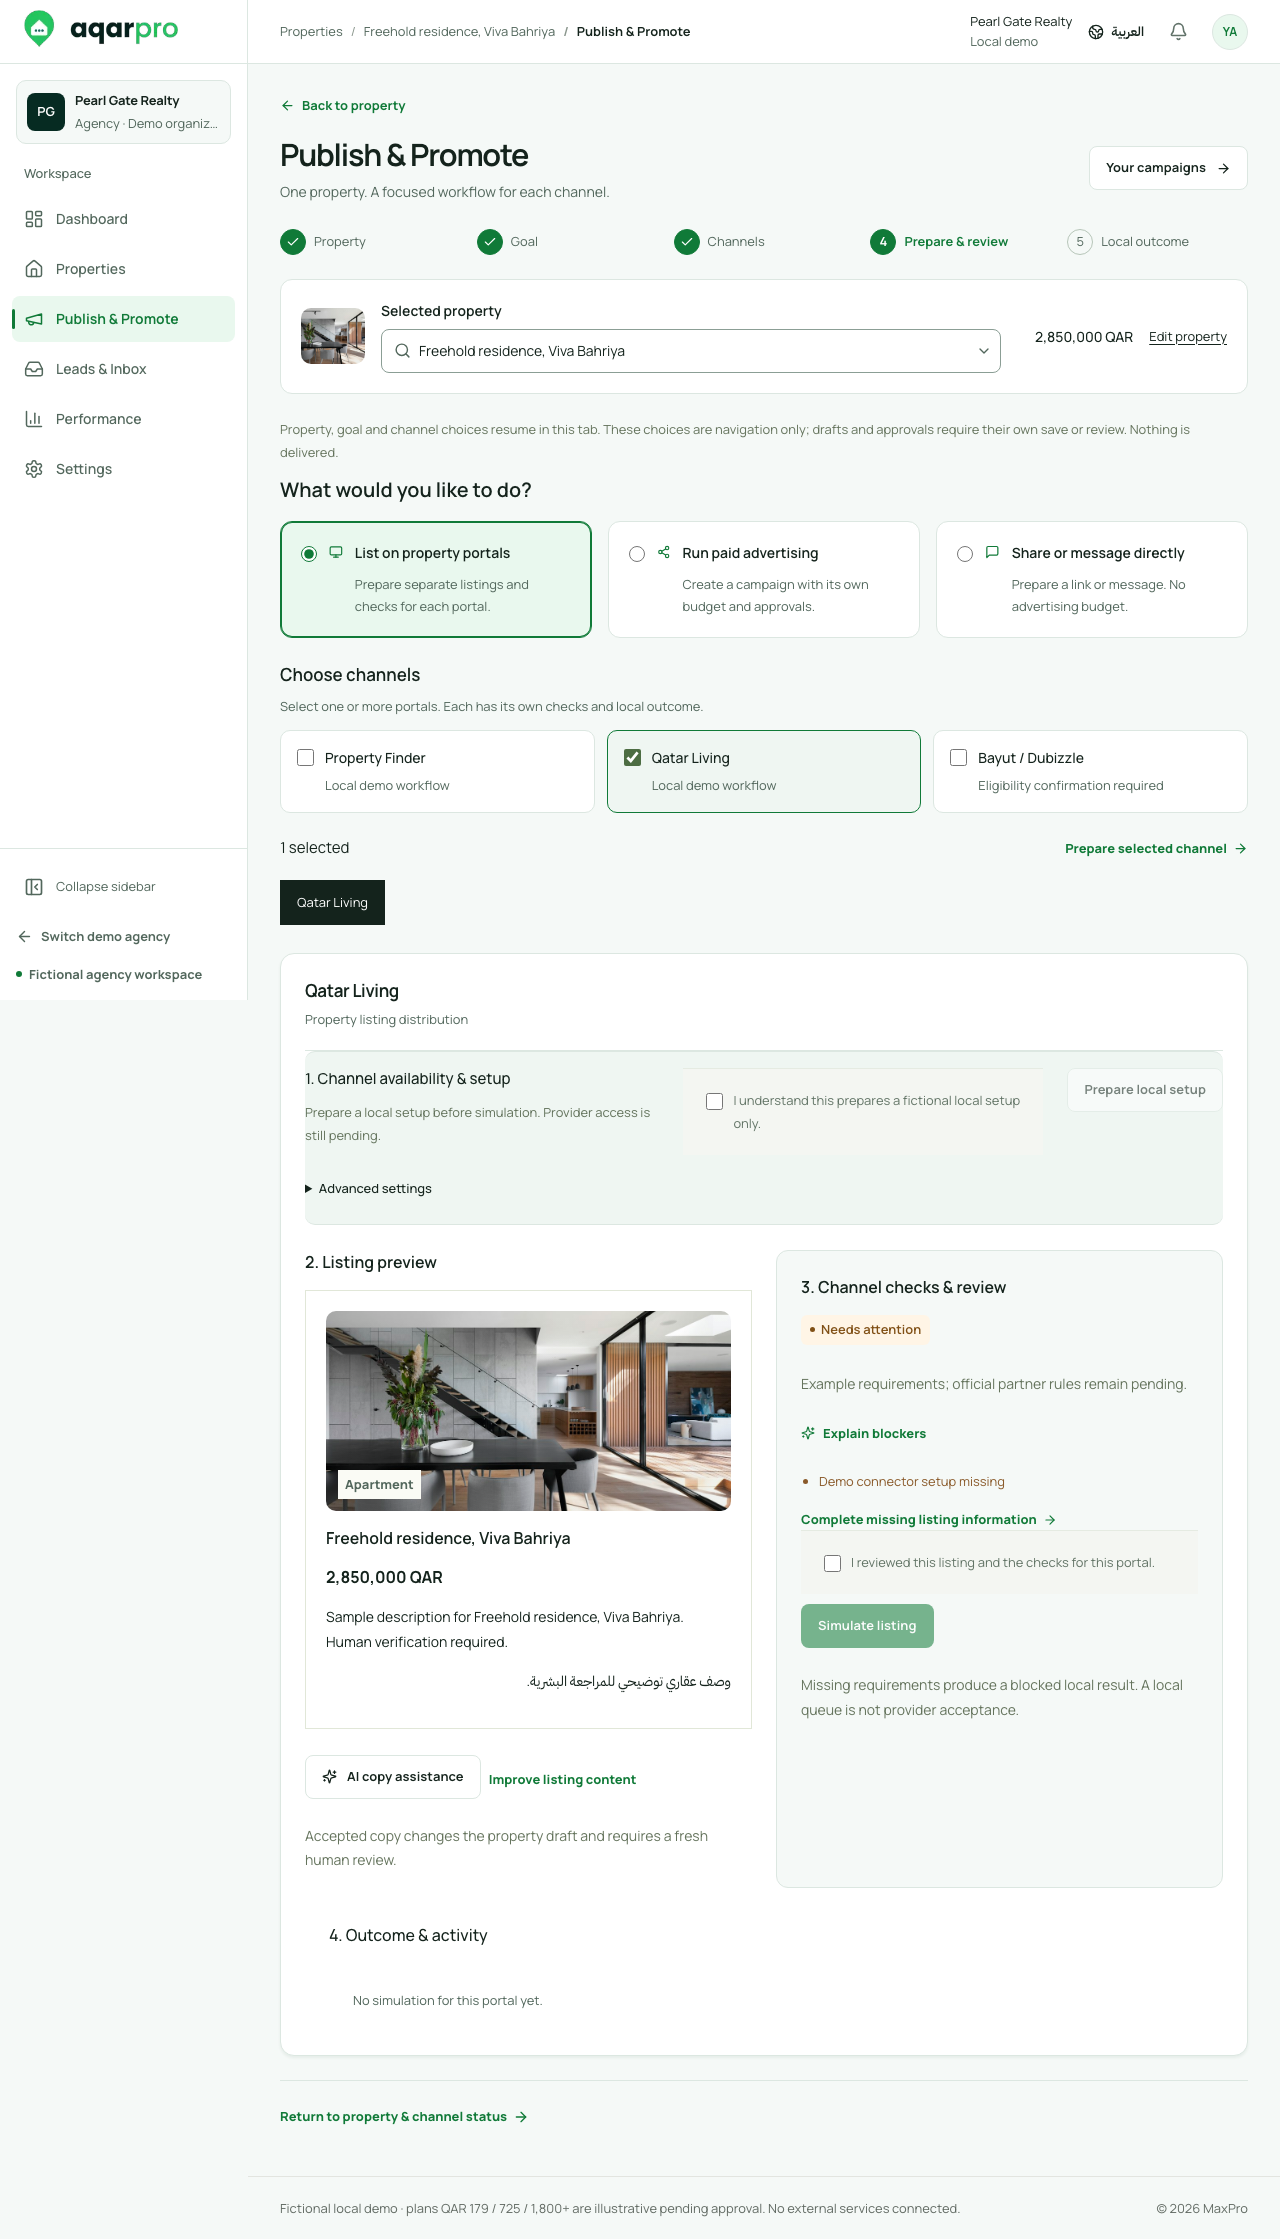 aqarpro
Properties / Freehold residence, Viva Bahriya / Publish & Promote
Pearl Gate Realty
Local demo
العربية
YA
PG
Pearl Gate Realty
Agency · Demo organiz...
Workspace
Dashboard
Properties
Publish & Promote
Leads & Inbox
Performance
Settings
Collapse sidebar
Switch demo agency
Fictional agency workspace
Back to property
Publish & Promote
One property. A focused workflow for each channel.
Your campaigns
Property
Goal
Channels
4 Prepare & review
5 Local outcome
Selected property
Freehold residence, Viva Bahriya
2,850,000 QAR
Edit property
Property, goal and channel choices resume in this tab. These choices are navigation only; drafts and approvals require their own save or review. Nothing is
delivered.
What would you like to do?
List on property portals
Prepare separate listings and
checks for each portal.
Run paid advertising
Create a campaign with its own
budget and approvals.
Share or message directly
Prepare a link or message. No
advertising budget.
Choose channels
Select one or more portals. Each has its own checks and local outcome.
Property Finder
Local demo workflow
Qatar Living
Local demo workflow
Bayut / Dubizzle
Eligibility confirmation required
1 selected
Prepare selected channel
Qatar Living
Qatar Living
Property listing distribution
1. Channel availability & setup
Prepare a local setup before simulation. Provider access is
still pending.
I understand this prepares a fictional local setup
only.
Prepare local setup
Advanced settings
2. Listing preview
Apartment
Freehold residence, Viva Bahriya
2,850,000 QAR
Sample description for Freehold residence, Viva Bahriya.
Human verification required.
وصف عقاري توضيحي للمراجعة البشرية.
AI copy assistance
Improve listing content
Accepted copy changes the property draft and requires a fresh
human review.
3. Channel checks & review
Needs attention
Example requirements; official partner rules remain pending.
Explain blockers
Demo connector setup missing
Complete missing listing information
I reviewed this listing and the checks for this portal.
Simulate listing
Missing requirements produce a blocked local result. A local
queue is not provider acceptance.
4. Outcome & activity
No simulation for this portal yet.
Return to property & channel status
Fictional local demo · plans QAR 179 / 725 / 1,800+ are illustrative pending approval. No external services connected.
© 2026 MaxPro